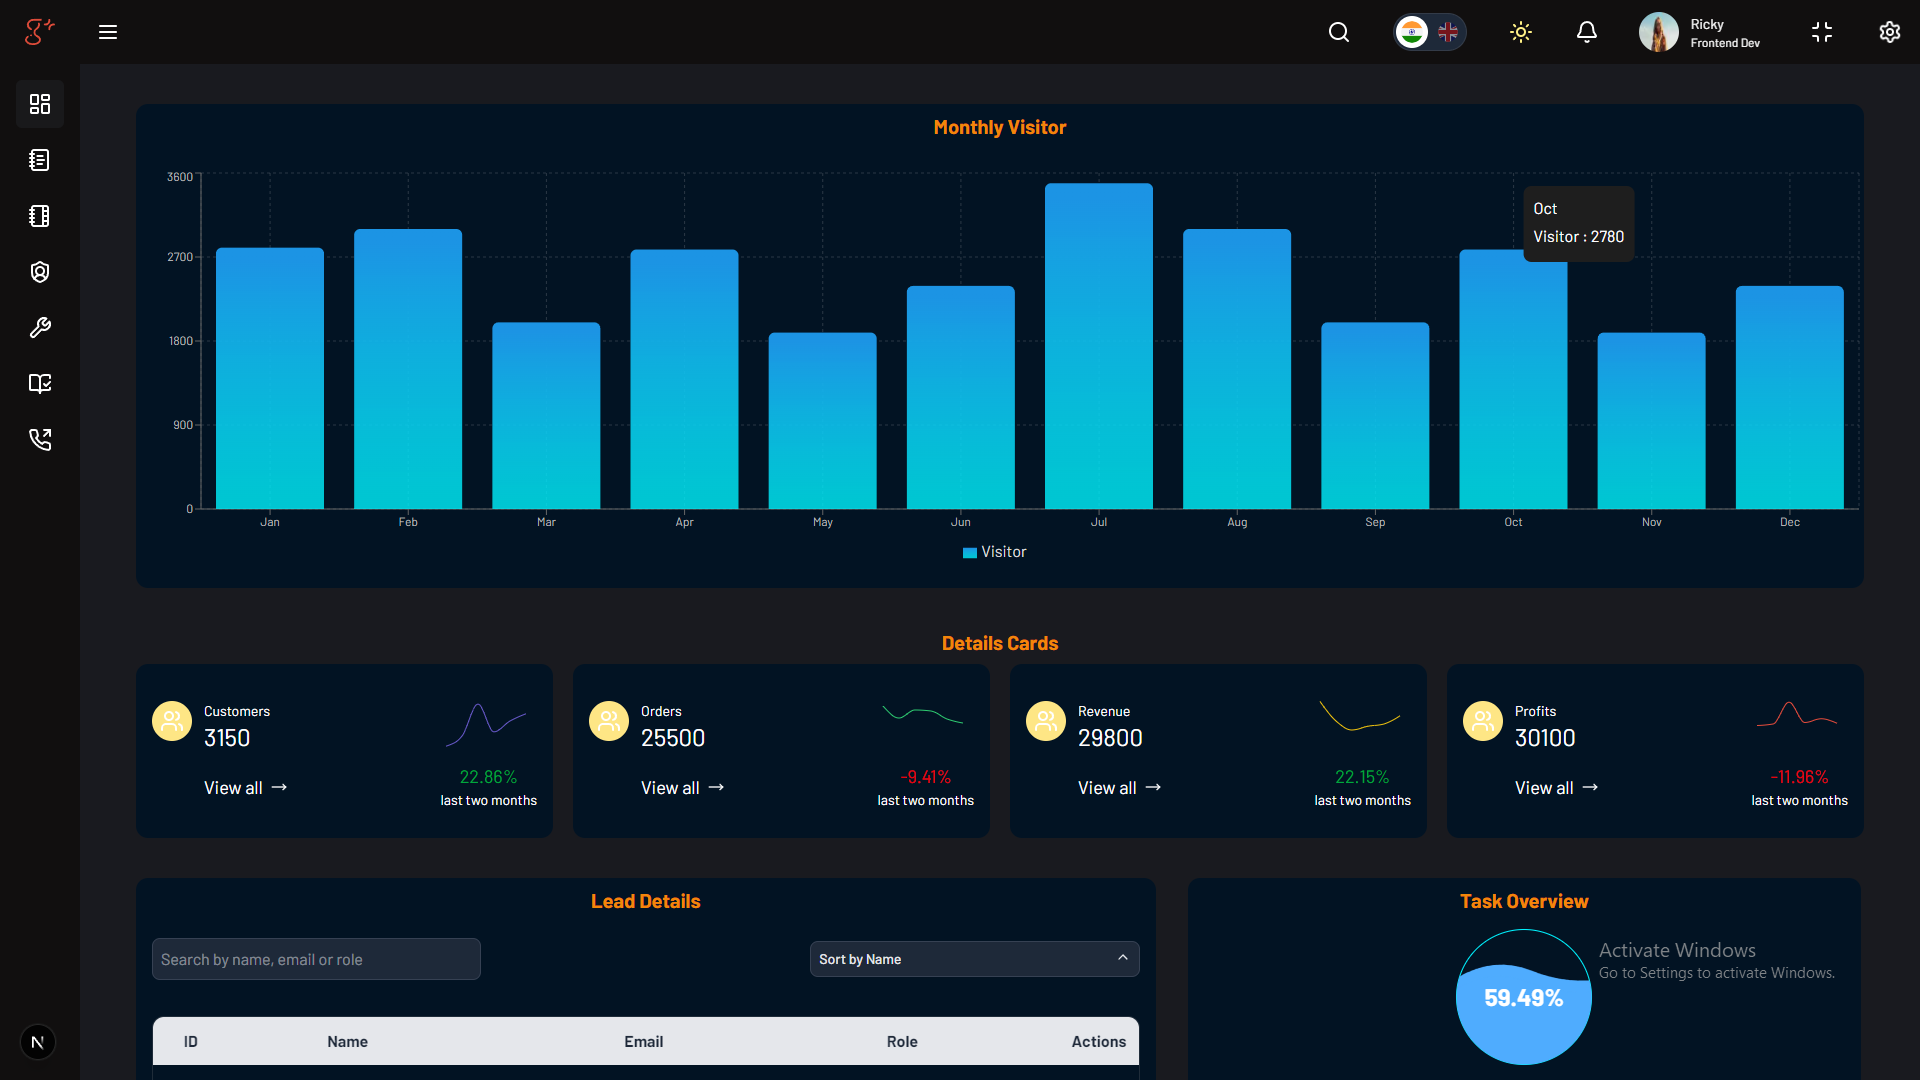 Ricky
Frontend Dev
Monthly Visitor
3600
2700
1800
900
0
Oct
Visitor : 2780
Jan Feb Mar Apr May Jun Jul Aug Sep Oct Nov Dec
Visitor
Details Cards
Customers
3150
View all →
22.86%
last two months
Orders
25500
View all →
-9.41%
last two months
Revenue
29800
View all →
22.15%
last two months
Profits
30100
View all →
-11.96%
last two months
Lead Details
Search by name, email or role
Sort by Name
ID Name Email Role Actions
Task Overview
59.49%
Activate Windows
Go to Settings to activate Windows.
N